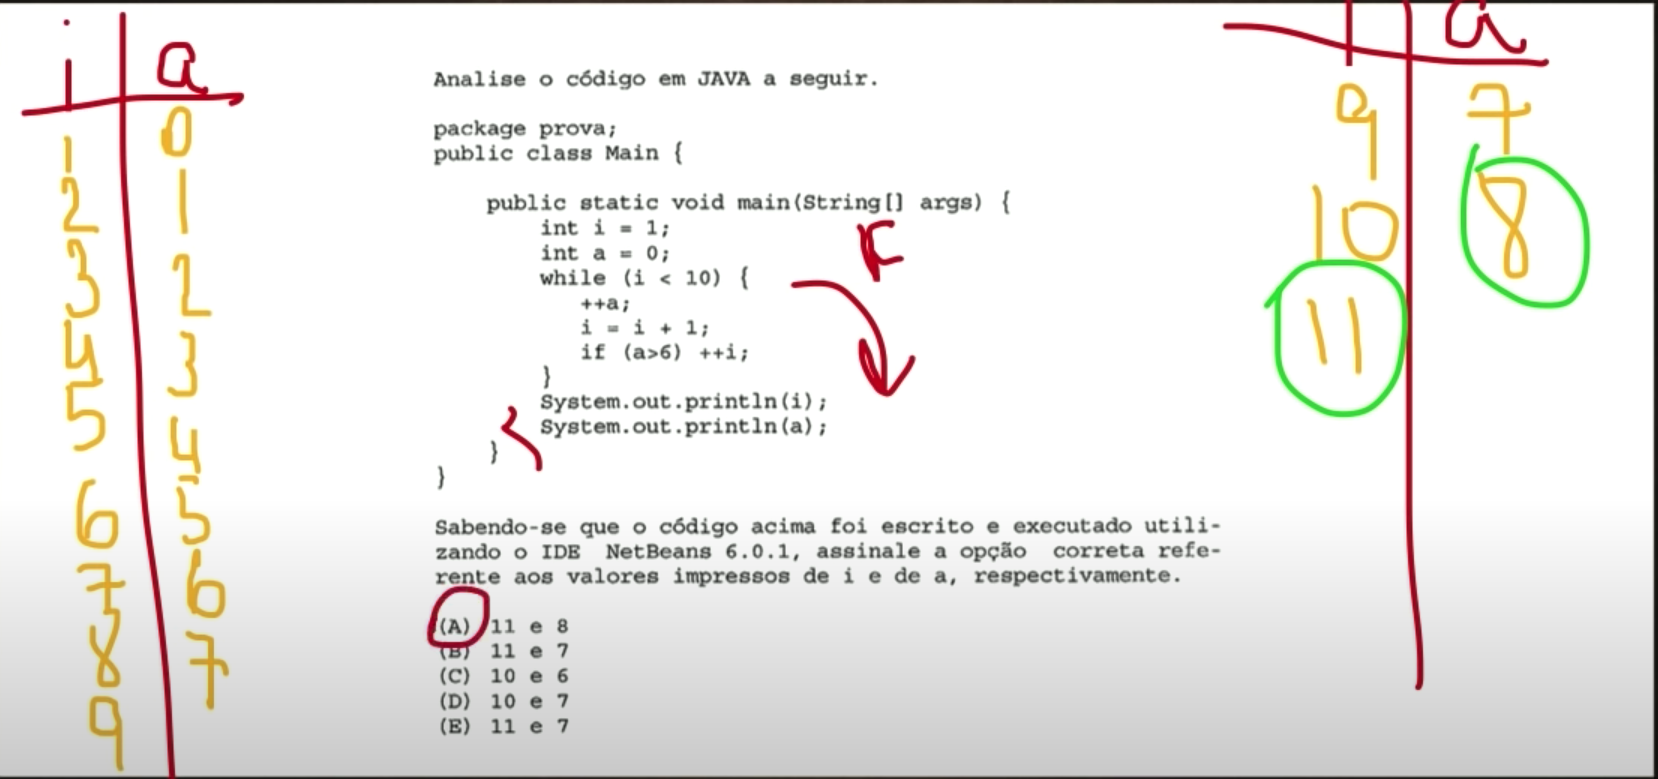 i a
1 0
2 1
3 2
4 3
5 4
6 5
7 6
8 7
9
Analise o código em JAVA a seguir.
package prova;
public class Main {
public static void main(String[] args) {
int i = 1;
int a = 0;
while (i < 10) {
++a;
i = i + 1;
if (a>6) ++i;
}
System.out.println(i);
System.out.println(a);
}
}
F
Sabendo-se que o código acima foi escrito e executado utili-
zando o IDE NetBeans 6.0.1, assinale a opção correta refe-
rente aos valores impressos de i e de a, respectivamente.
(A) 11 e 8
(B) 11 e 7
(C) 10 e 6
(D) 10 e 7
(E) 11 e 7
i a
9 7
10 8
11